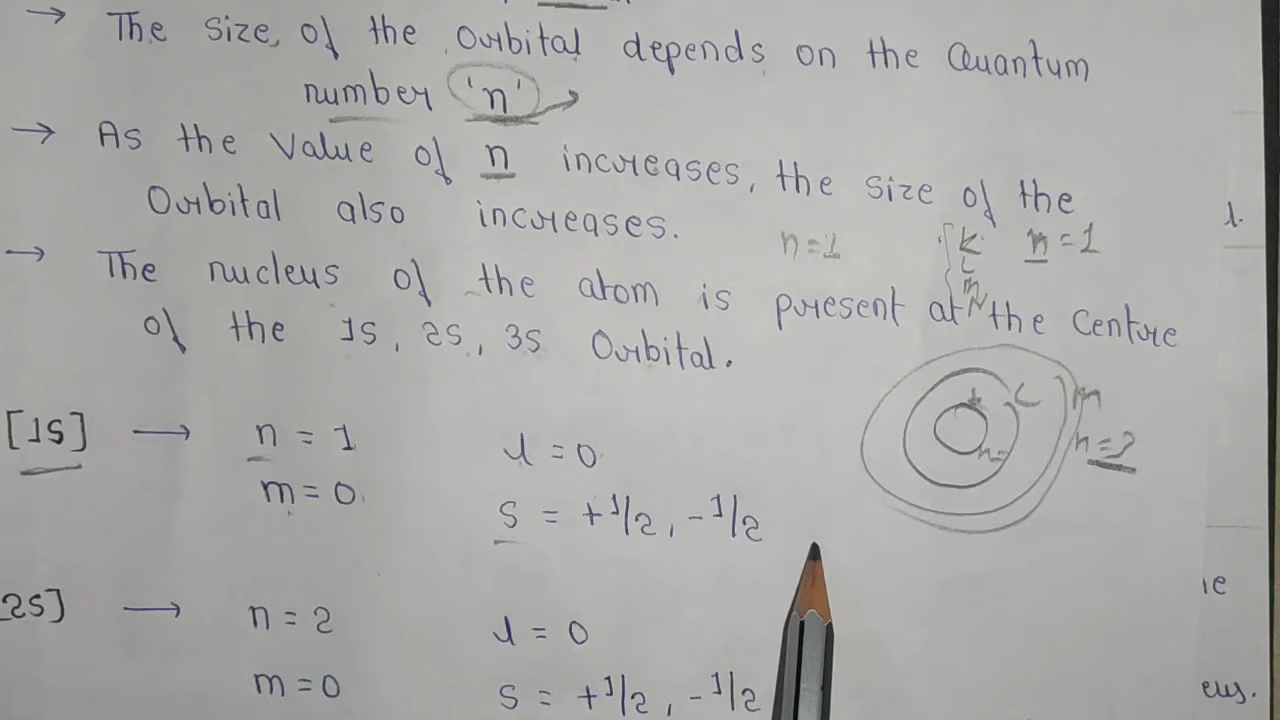 → The size of the Orbital depends on the Quantum
number 'n'
→ As the Value of n increases, the size of the
Orbital also increases.
n=1 K n=1
L
m
N
→ The nucleus of the atom is present at the Centre
of the 1s, 2s, 3s Orbital.
[1s] → n = 1 l = 0
m = 0 s = +1/2, -1/2
L m
2s] → n = 2 l = 0
m=0 s = +1/2, -1/2
ie
eus.